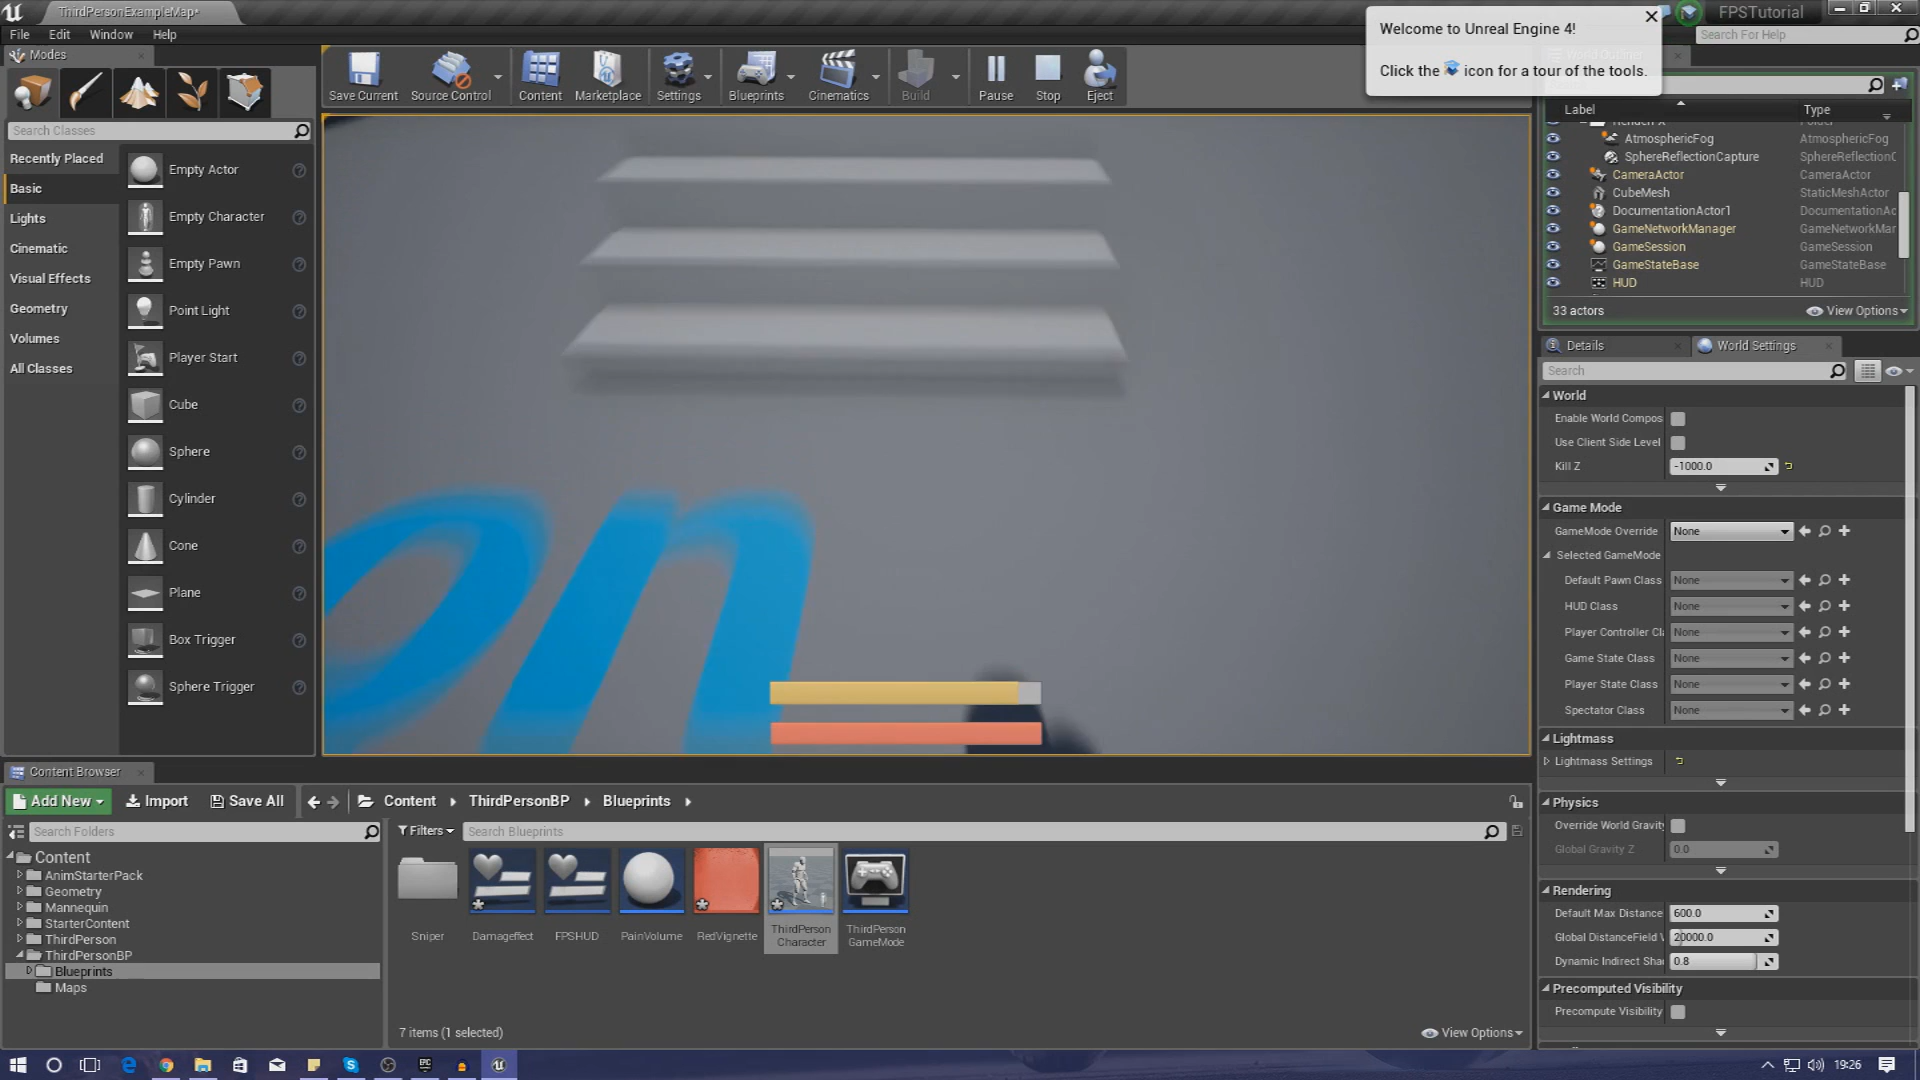 ThirdPersonExampleMap*
FPSTutorial
File Edit Window Help
Search For Help
Welcome to Unreal Engine 4!
Click the icon for a tour of the tools.
Modes
Save Current
Source Control
Content
Marketplace
Settings
Blueprints
Cinematics
Build
Pause
Stop
Eject
Search Classes
Recently Placed
Basic
Lights
Cinematic
Visual Effects
Geometry
Volumes
All Classes
Empty Actor
Empty Character
Empty Pawn
Point Light
Player Start
Cube
Sphere
Cylinder
Cone
Plane
Box Trigger
Sphere Trigger
on
Label Type
AtmosphericFog AtmosphericFog
SphereReflectionCapture SphereReflectionC
CameraActor CameraActor
CubeMesh StaticMeshActor
DocumentationActor1 DocumentationAc
GameNetworkManager GameNetworkMar
GameSession GameSession
GameStateBase GameStateBase
HUD HUD
33 actors View Options
Details World Settings
Search
World
Enable World Compos
Use Client Side Level
Kill Z -1000.0
Game Mode
GameMode Override None
Selected GameMode
Default Pawn Class None
HUD Class None
Player Controller Cl None
Game State Class None
Player State Class None
Spectator Class None
Lightmass
Lightmass Settings
Physics
Override World Gravity
Global Gravity Z 0.0
Rendering
Default Max Distance 600.0
Global DistanceField V 20000.0
Dynamic Indirect Sha 0.8
Precomputed Visibility
Precompute Visibility
Content Browser
Add New Import Save All Content ThirdPersonBP Blueprints
Search Folders
Filters Search Blueprints
Content
AnimStarterPack
Geometry
Mannequin
StarterContent
ThirdPerson
ThirdPersonBP
Blueprints
Maps
Sniper
Damageffect
FPSHUD
PainVolume
RedVignette
ThirdPerson
Character
ThirdPerson
GameMode
7 items (1 selected)
View Options
19:26